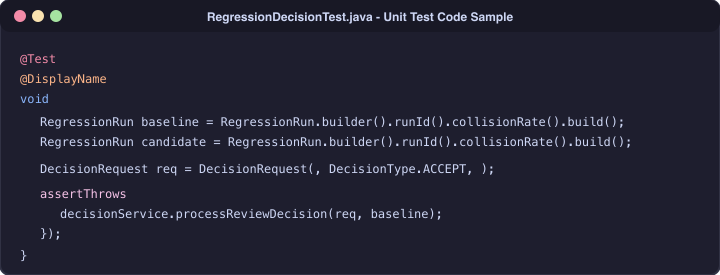 RegressionDecisionTest.java - Unit Test Code Sample
@Test
@DisplayName
void
RegressionRun baseline = RegressionRun.builder().runId().collisionRate().build();
RegressionRun candidate = RegressionRun.builder().runId().collisionRate().build();
DecisionRequest req = DecisionRequest(, DecisionType.ACCEPT, );
assertThrows
decisionService.processReviewDecision(req, baseline);
});
}